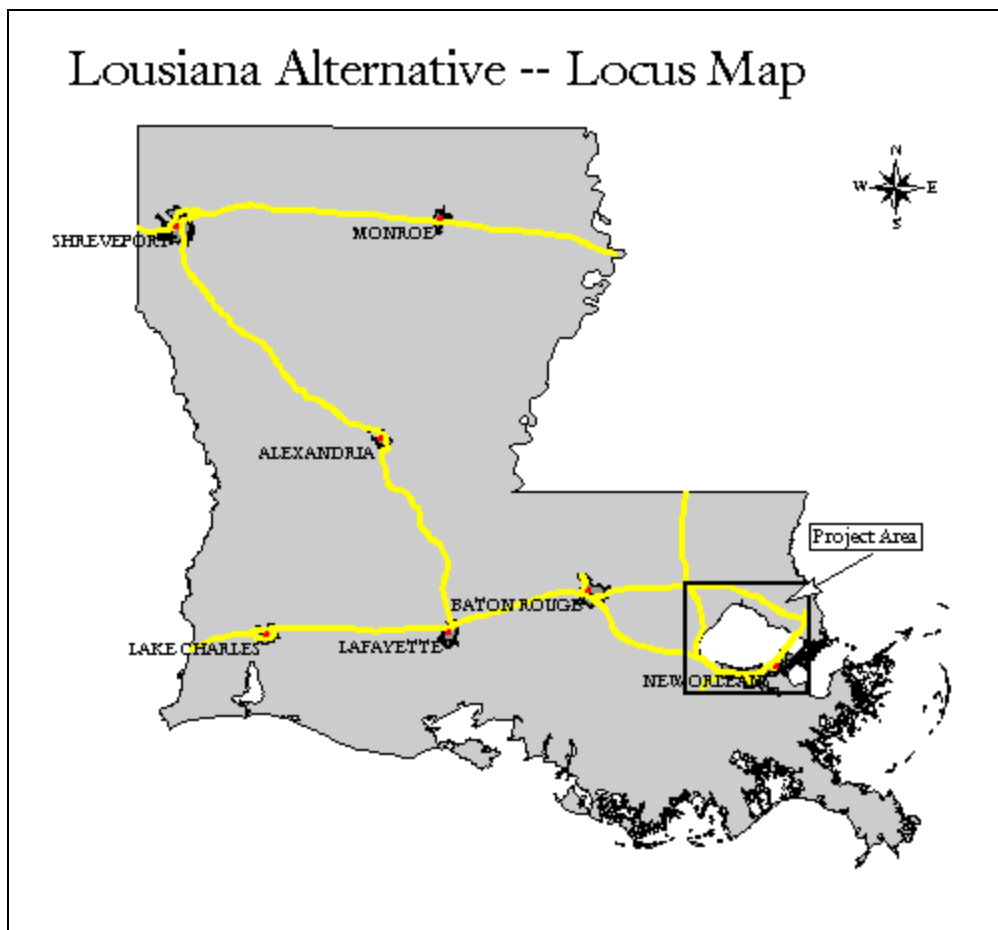 Lousiana Alternative -- Locus Map
N
W E
S
SHREVEPORT
MONROE
ALEXANDRIA
Project Area
BATON ROUGE
LAKE CHARLES
LAFAYETTE
NEW ORLEANS